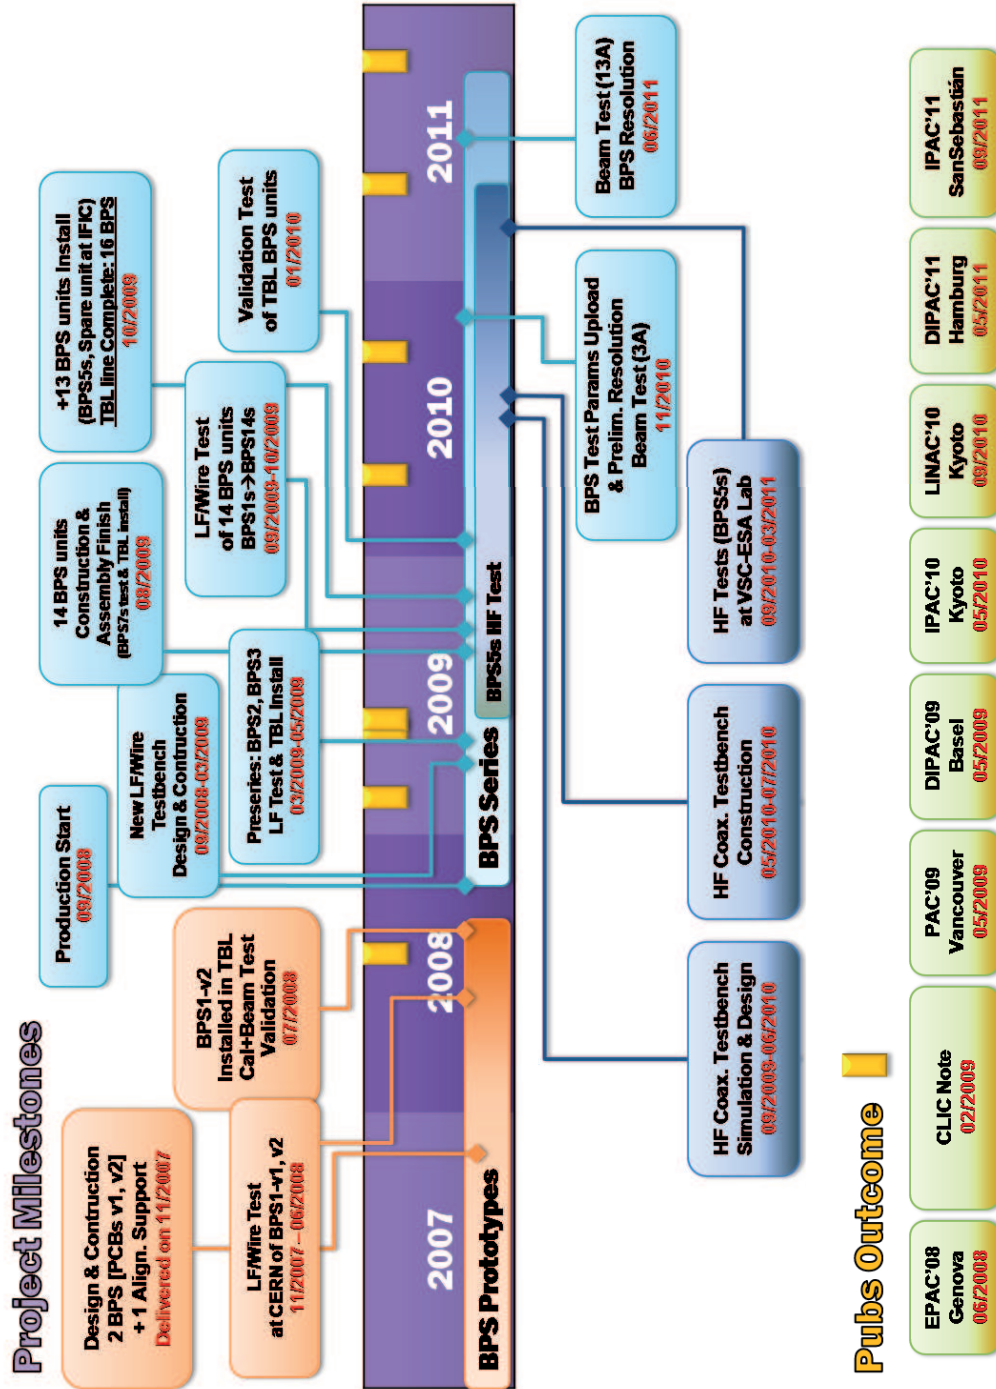 Project Milestones
Design & Contruction
2 BPS [PCBs v1, v2]
+ 1 Align. Support
Delivered on 11/2007
LF/Wire Test
at CERN of BPS1-v1, v2
11/2007 – 06/2008
BPS1-v2
Installed in TBL
Cal+Beam Test
Validation
07/2008
Production Start
09/2008
New LF/Wire
Testbench
Design & Contruction
09/2008-03/2009
Preseries: BPS2, BPS3
LF Test & TBL Install
03/2009-05/2009
14 BPS units
Construction &
Assembly Finish
(BPS7s test & TBL install)
08/2009
LF/Wire Test
of 14 BPS units
BPS1s->BPS14s
09/2009-10/2009
+13 BPS units Install
(BPS5s, Spare unit at IFIC)
TBL line Complete: 16 BPS
10/2009
Validation Test
of TBL BPS units
01/2010
2007
2008
2009
2010
2011
BPS Prototypes
BPS Series
BPS5s HF Test
HF Coax. Testbench
Simulation & Design
09/2009-06/2010
HF Coax. Testbench
Construction
05/2010-07/2010
HF Tests (BPS5s)
at VSC-ESA Lab
09/2010-03/2011
BPS Test Params Upload
& Prelim. Resolution
Beam Test (3A)
11/2010
Beam Test (13A)
BPS Resolution
06/2011
Pubs Outcome
EPAC'08
Genova
06/2008
CLIC Note
02/2009
PAC'09
Vancouver
05/2009
DIPAC'09
Basel
05/2009
IPAC'10
Kyoto
05/2010
LINAC'10
Kyoto
09/2010
DIPAC'11
Hamburg
05/2011
IPAC'11
SanSebastián
09/2011